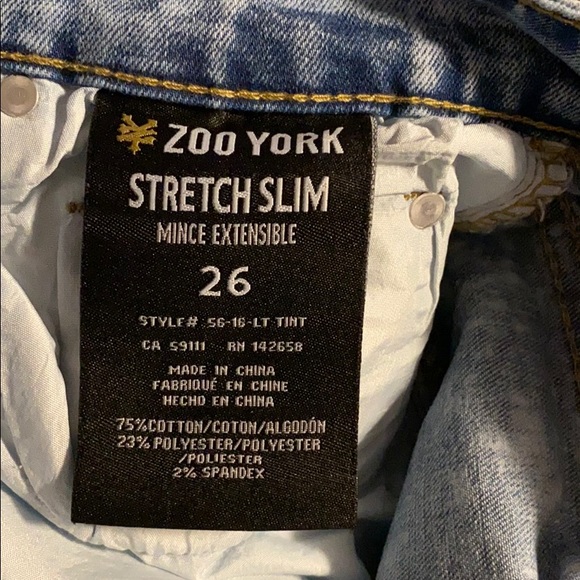 ZOO YORK
STRETCH SLIM
MINCE EXTENSIBLE
26
STYLE# 56-16-LT TINT
CA 59111 RN 142658
MADE IN CHINA
FABRIQUÉ EN CHINE
HECHO EN CHINA
75%COTTON/COTON/ALGODÓN
23% POLYESTER/POLYESTER
/POLIESTER
2% SPANDEX